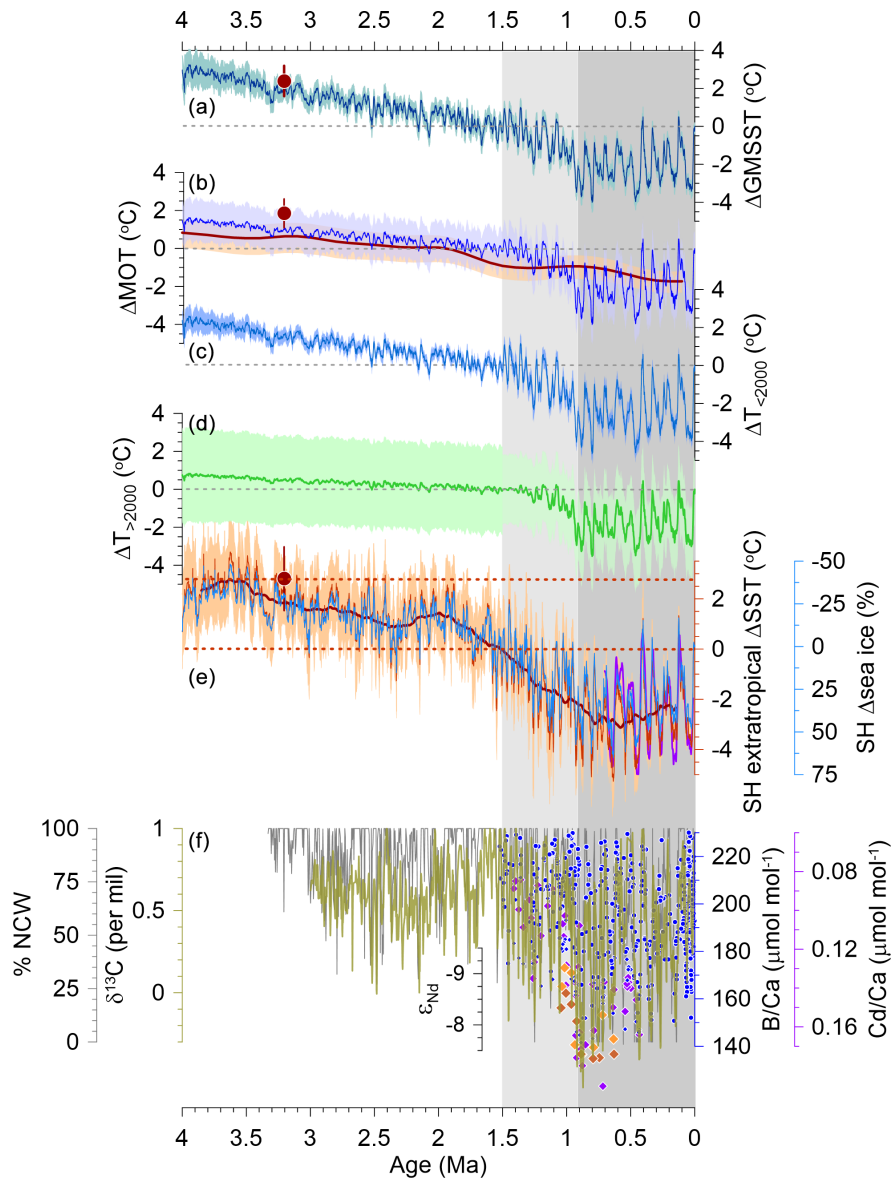 4 3.5 3 2.5 2 1.5 1 0.5 0
(a)
4
2
0
-2
-4
ΔGMSST (°C)
(b)
4
2
0
-2
-4
ΔMOT (°C)
(c)
4
2
0
-2
-4
ΔT<2000 (°C)
(d)
4
2
0
-2
-4
ΔT>2000 (°C)
(e)
2
0
-2
-4
SH extratropical ΔSST (°C)
-50
-25
0
25
50
75
SH Δsea ice (%)
(f)
100
75
50
25
0
% NCW
1
0.5
0
δ13C (per mil)
-9
-8
εNd
220
200
180
160
140
B/Ca (μmol mol-1)
0.08
0.12
0.16
Cd/Ca (μmol mol-1)
4 3.5 3 2.5 2 1.5 1 0.5 0
Age (Ma)